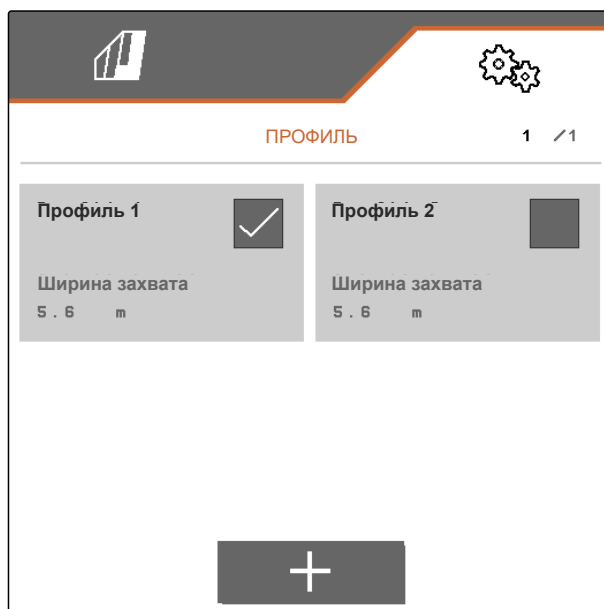 ПРОФИЛЬ 1 /1
Профиль 1
Ширина захвата
5.6 m
Профиль 2
Ширина захвата
5.6 m